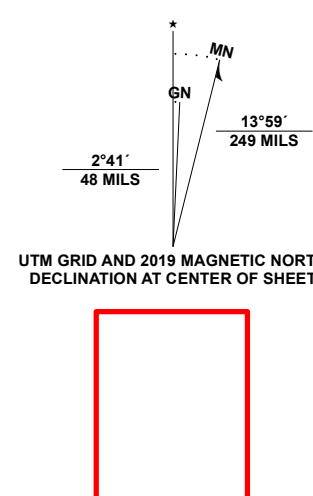 ★
MN
GN
13°59´
249 MILS
2°41´
48 MILS
UTM GRID AND 2019 MAGNETIC NORT
DECLINATION AT CENTER OF SHEET